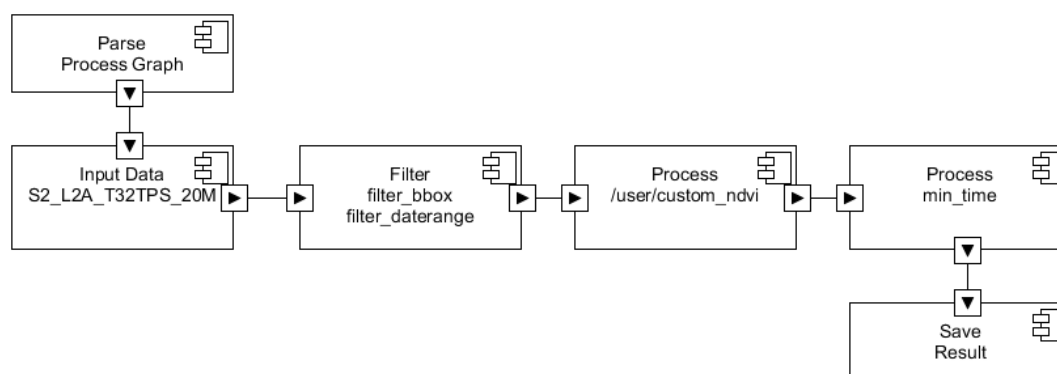 Parse
Process Graph
Input Data
S2_L2A_T32TPS_20M
Filter
filter_bbox
filter_daterange
Process
/user/custom_ndvi
Process
min_time
Save
Result